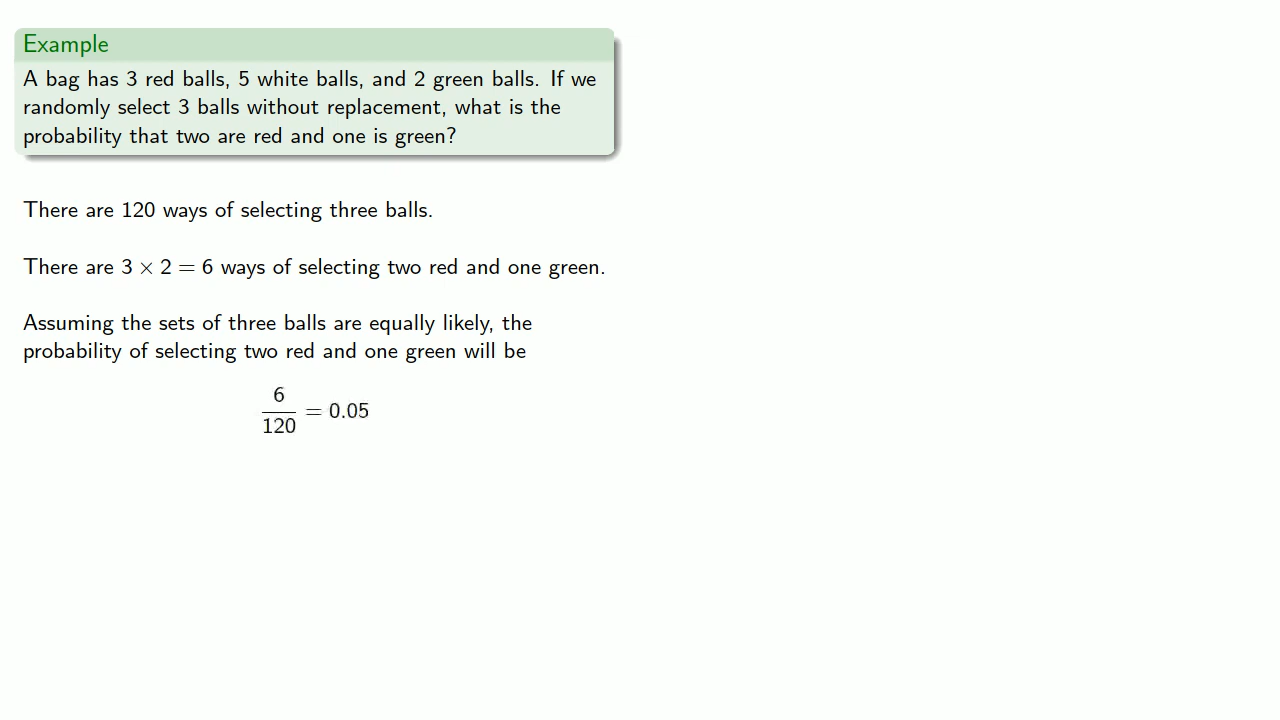 Example
A bag has 3 red balls, 5 white balls, and 2 green balls. If we
randomly select 3 balls without replacement, what is the
probability that two are red and one is green?
There are 120 ways of selecting three balls.
There are 3 × 2 = 6 ways of selecting two red and one green.
Assuming the sets of three balls are equally likely, the
probability of selecting two red and one green will be
6
120 = 0.05